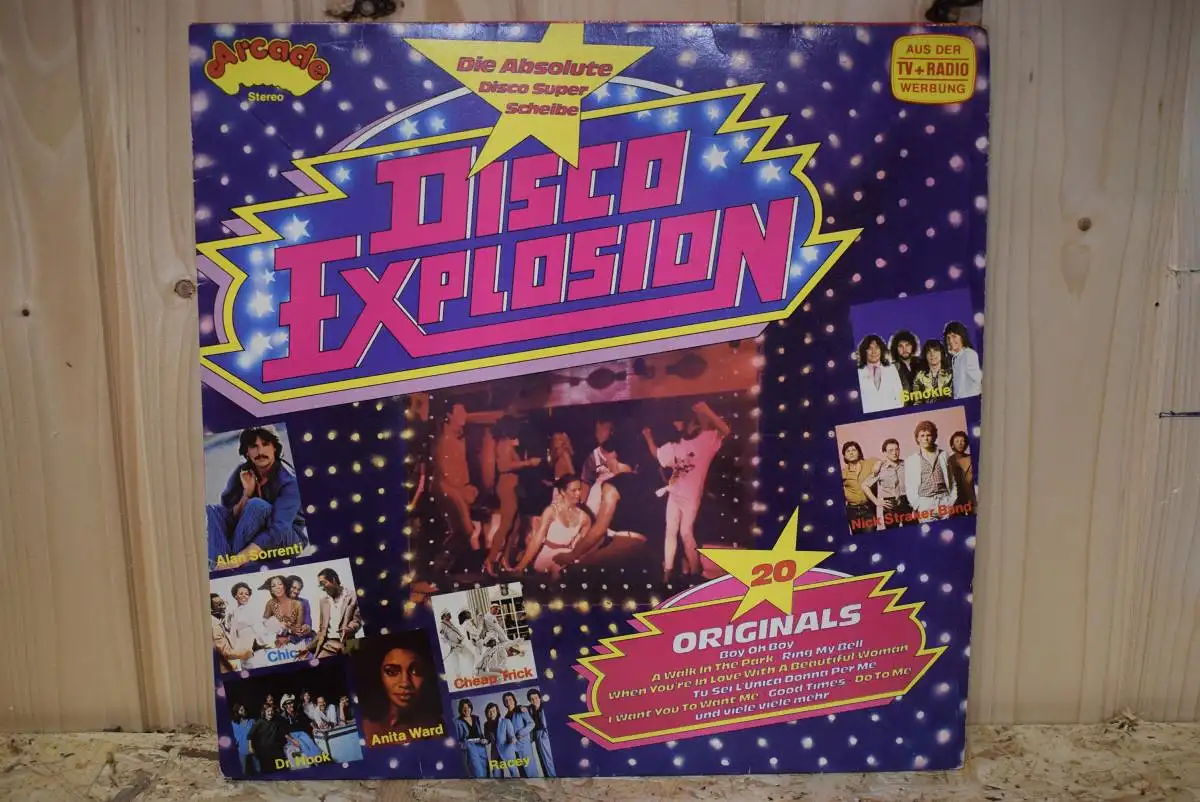 Arcade
Stereo
Die Absolute
Disco Super
Scheibe
AUS DER
TV+RADIO
WERBUNG
DISCO
EXPLOSION
Smokie
Nick Straker Band
Alan Sorrenti
Chic
Cheap Trick
Anita Ward
Dr. Hook
Racey
20
ORIGINALS
Boy Oh Boy
A Walk In The Park · Ring My Bell
When You're In Love With A Beautiful Woman
Tu Sei L'Unica Donna Per Me
I Want You To Want Me · Good Times · Do To Me
und viele viele mehr